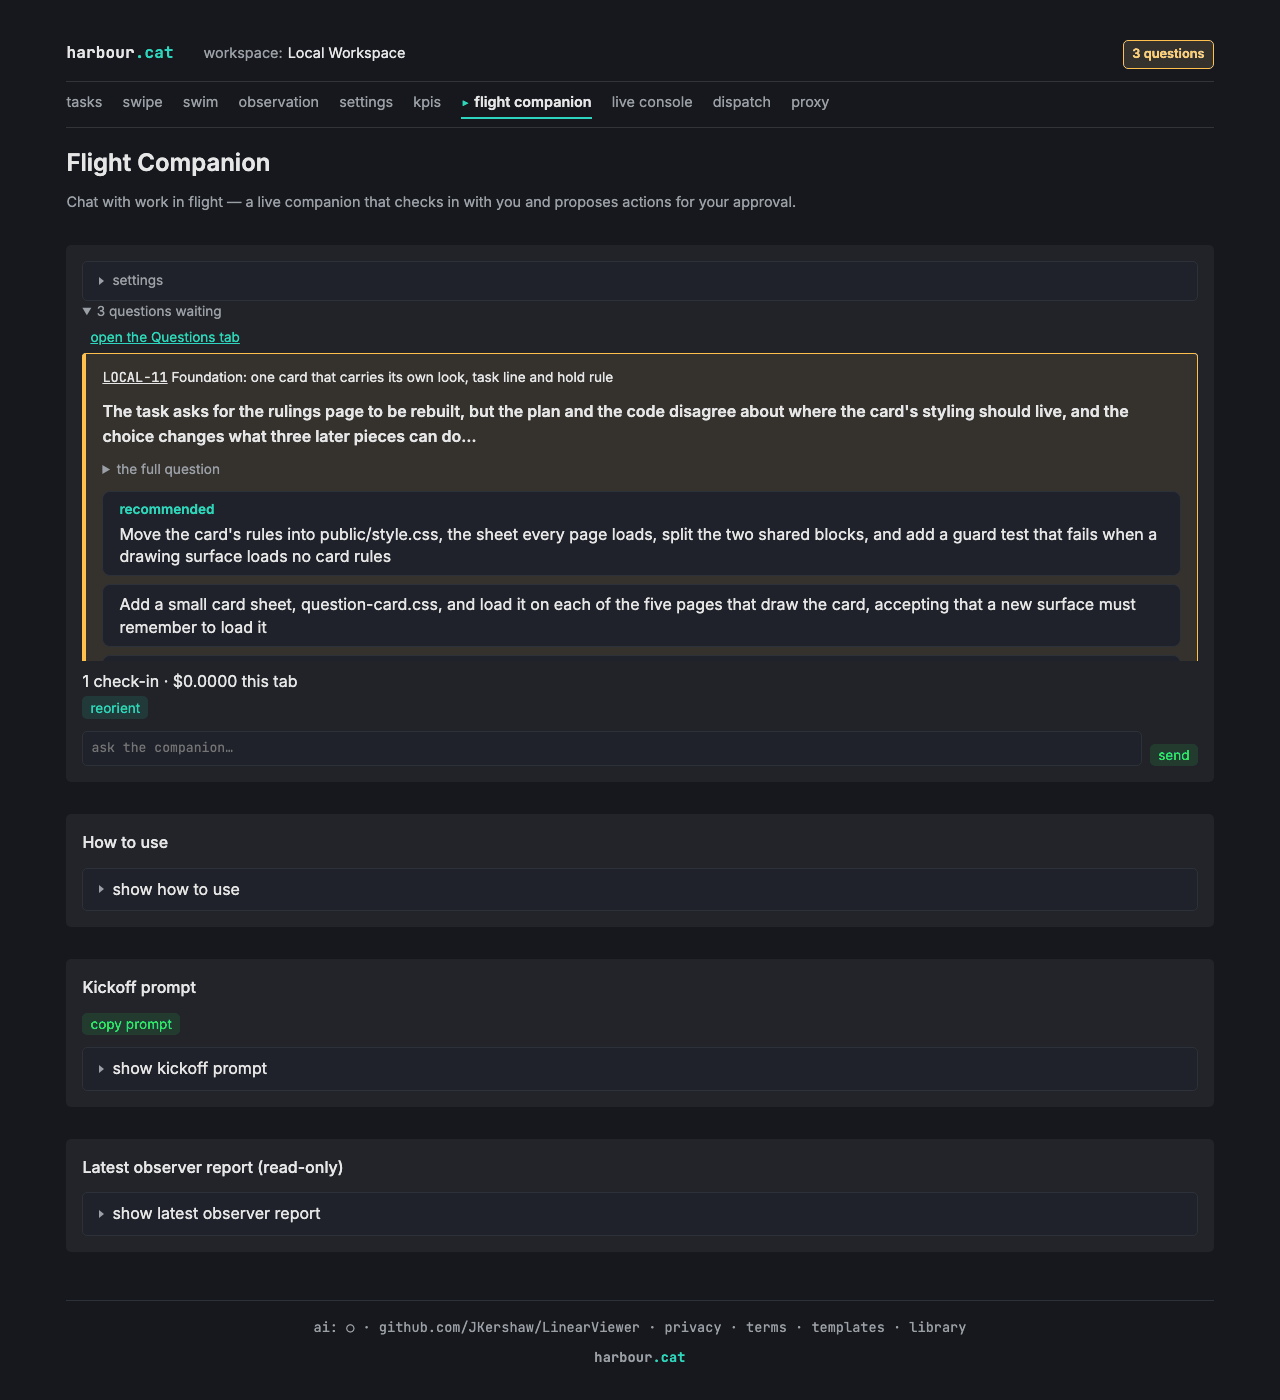 harbour.cat workspace: Local Workspace 3 questions
tasks swipe swim observation settings kpis ▸ flight companion live console dispatch proxy
Flight Companion
Chat with work in flight — a live companion that checks in with you and proposes actions for your approval.
▸ settings
▼ 3 questions waiting
open the Questions tab
LOCAL-11 Foundation: one card that carries its own look, task line and hold rule
The task asks for the rulings page to be rebuilt, but the plan and the code disagree about where the card's styling should live, and the
choice changes what three later pieces can do…
▶ the full question
recommended
Move the card's rules into public/style.css, the sheet every page loads, split the two shared blocks, and add a guard test that fails when a
drawing surface loads no card rules
Add a small card sheet, question-card.css, and load it on each of the five pages that draw the card, accepting that a new surface must
remember to load it
1 check-in · $0.0000 this tab
reorient
ask the companion…
send
How to use
▸ show how to use
Kickoff prompt
copy prompt
▸ show kickoff prompt
Latest observer report (read-only)
▸ show latest observer report
ai: ○ · github.com/JKershaw/LinearViewer · privacy · terms · templates · library
harbour.cat